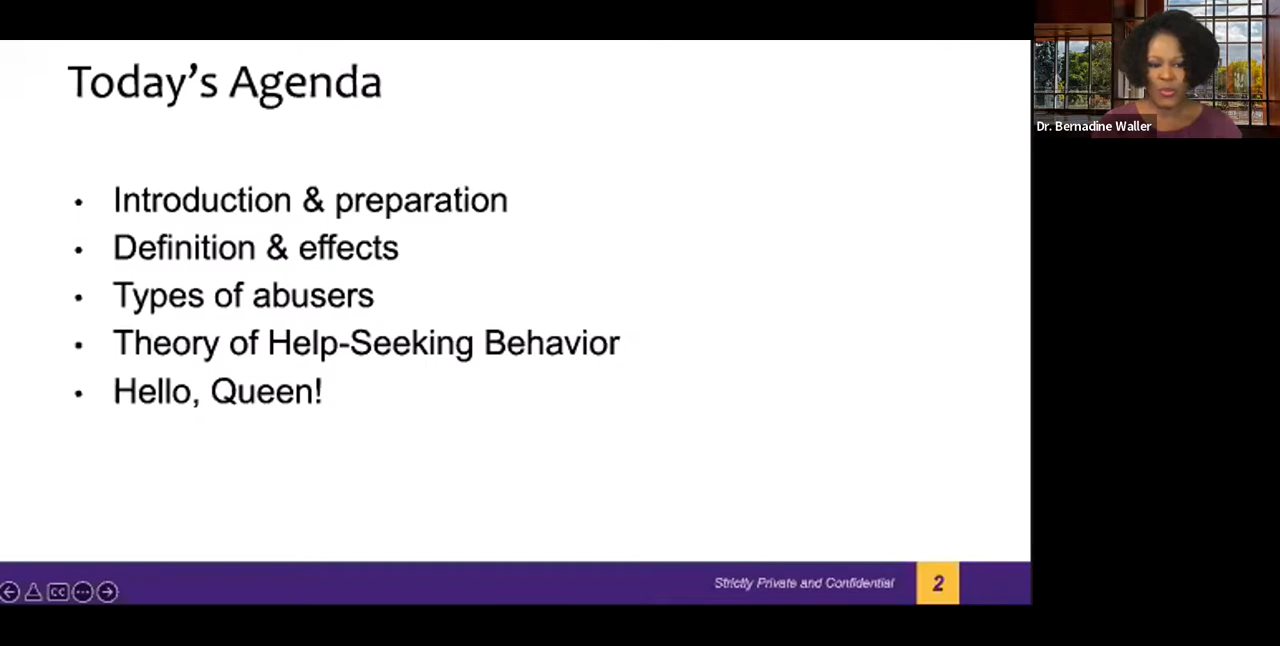 Today's Agenda
• Introduction & preparation
• Definition & effects
• Types of abusers
• Theory of Help-Seeking Behavior
• Hello, Queen!
Strictly Private and Confidential
2
CC
Dr. Bernadine Waller